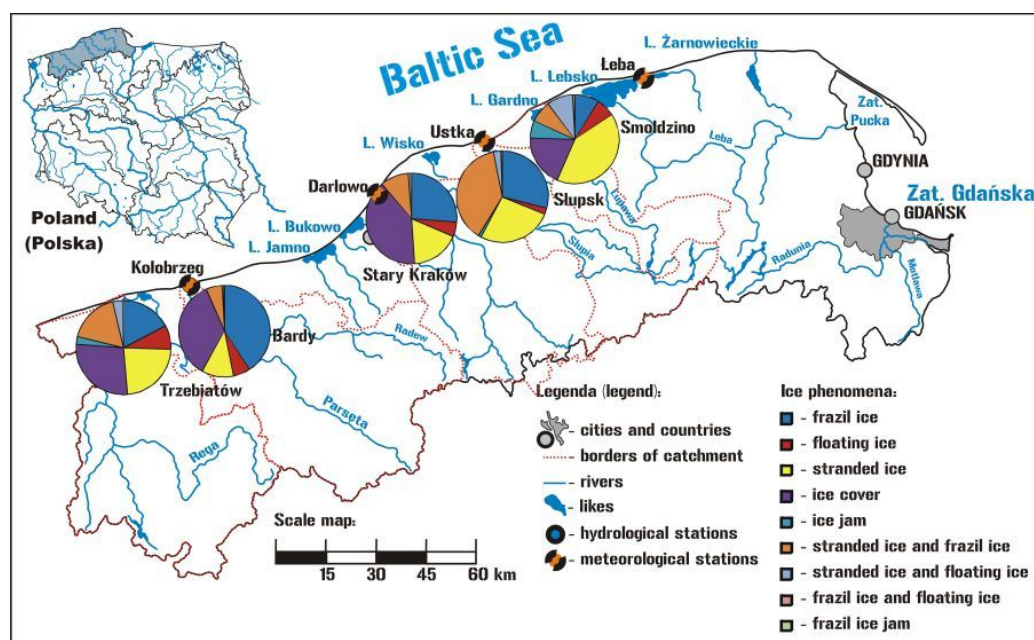 Baltic Sea
L. Żarnowieckie
Łeba
L. Łebsko
L. Gardno
Smołdzino
Zat.
Pucka
Łeba
Ustka
L. Wisko
GDYNIA
Zat. Gdańska
GDAŃSK
Darłowo
Słupsk
Łupawa
Poland
(Polska)
L. Bukowo
L. Jamno
Słupia
Radunia
Motława
Stary Kraków
Kołobrzeg
Radew
Bardy
Trzebiatów
Parsęta
Rega
Legenda (legend):
- cities and countries
- borders of catchment
- rivers
- likes
- hydrological stations
- meteorological stations
Scale map:
15 30 45 60 km
Ice phenomena:
- frazil ice
- floating ice
- stranded ice
- ice cover
- ice jam
- stranded ice and frazil ice
- stranded ice and floating ice
- frazil ice and floating ice
- frazil ice jam